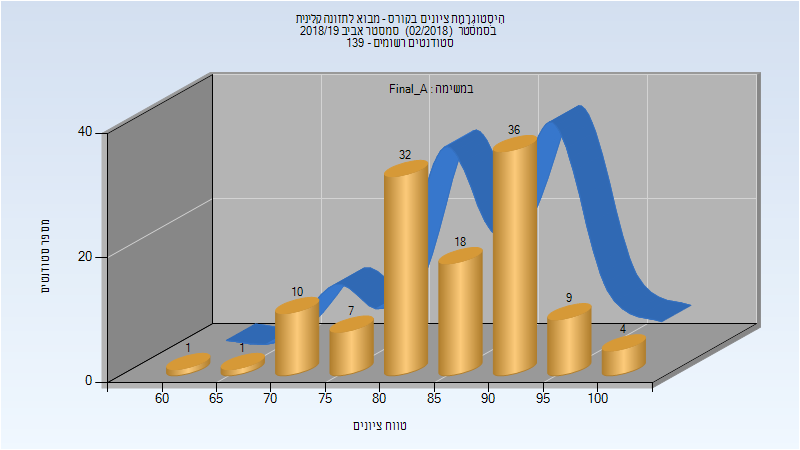 היסטוגרמת ציונים בקורס - מבוא לתזונה קלינית
בסמסטר (02/2018) סמסטר אביב 2018/19
סטודנטים רשומים - 139
במשימה : Final_A
מספר סטודנטים
40
20
0
1
1
10
7
32
18
36
9
4
60 65 70 75 80 85 90 95 100
טווח ציונים